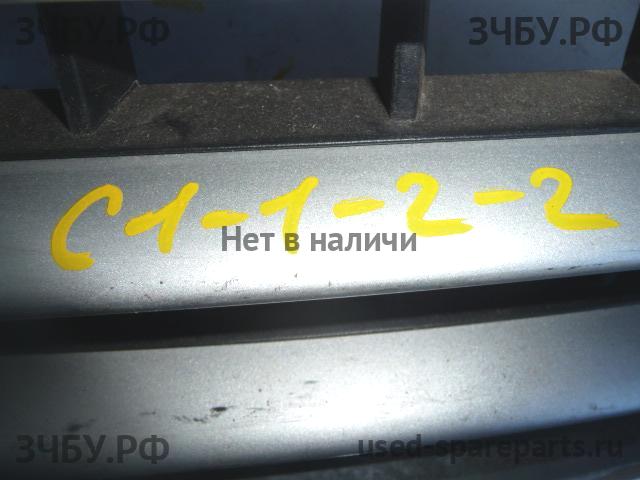 ЗЧБУ.РФ ЗЧБУ.РФ
С1-1-2-2
Нет в наличи
ЗЧБУ.РФ used-spareparts.ru